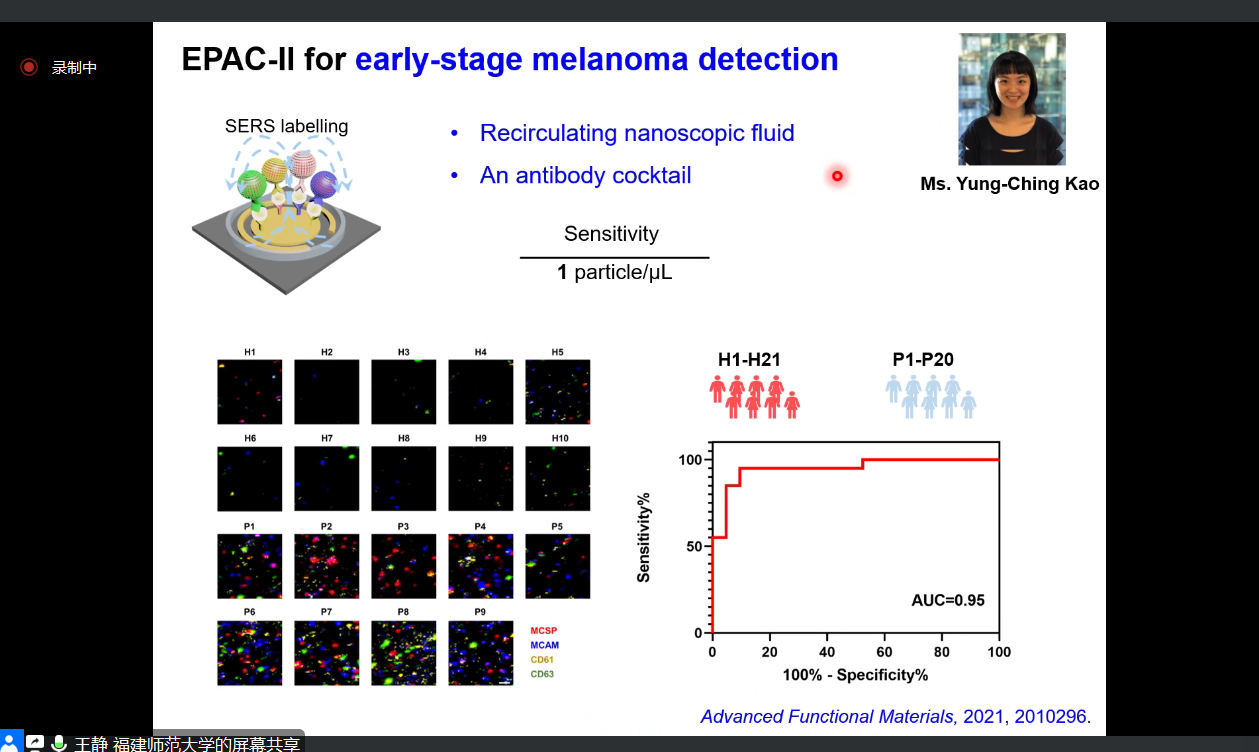 录制中
EPAC-II for early-stage melanoma detection
SERS labelling
• Recirculating nanoscopic fluid
• An antibody cocktail
Ms. Yung-Ching Kao
Sensitivity
1 particle/µL
H1 H2 H3 H4 H5
H6 H7 H8 H9 H10
P1 P2 P3 P4 P5
P6 P7 P8 P9
MCSP
MCAM
CD61
CD63
H1-H21 P1-P20
Sensitivity%
100
50
0
AUC=0.95
0 20 40 60 80 100
100% - Specificity%
Advanced Functional Materials, 2021, 2010296.
王静 福建师范大学的屏幕共享